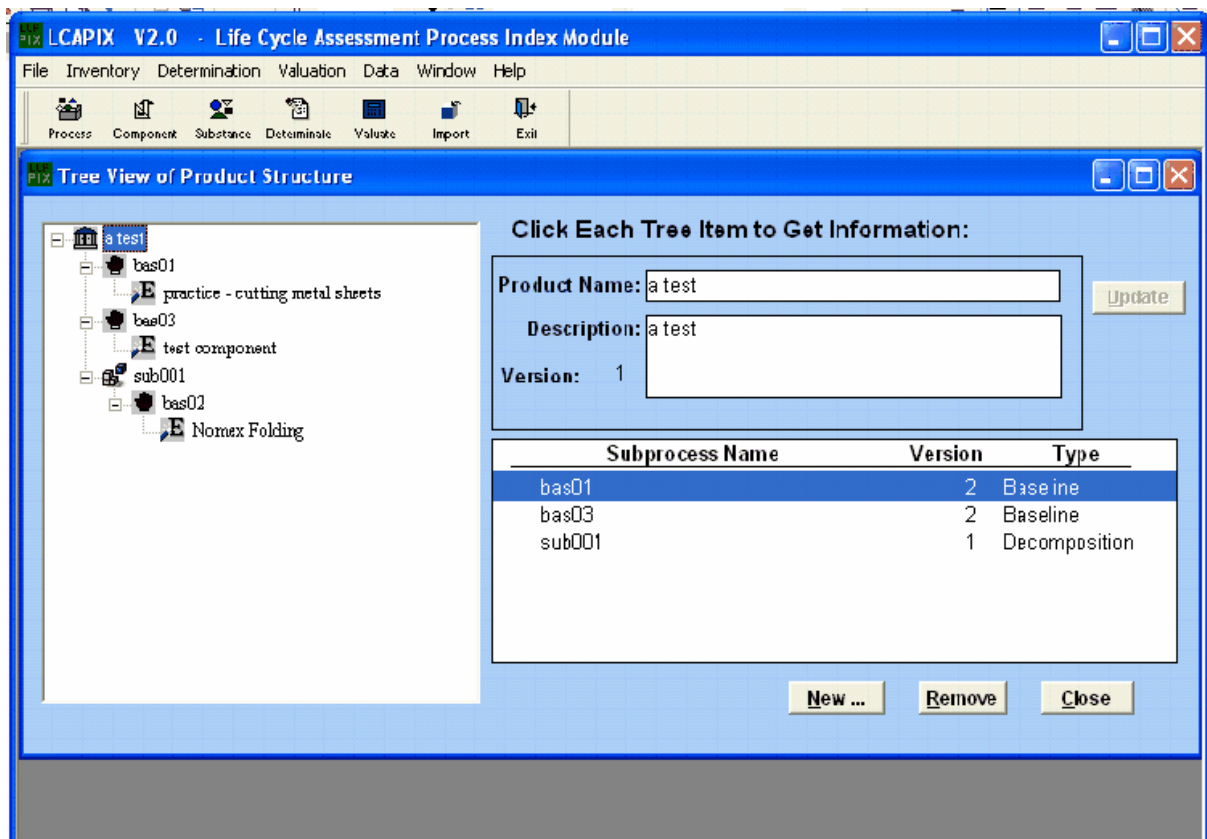 LCAPIX V2.0 - Life Cycle Assessment Process Index Module
File Inventory Determination Valuation Data Window Help
Process Component Substance Determinate Valuate Import Exit
Tree View of Product Structure
a test
bas01
practice - cutting metal sheets
bas03
test component
sub001
bas02
Nomex Folding
Click Each Tree Item to Get Information:
Product Name: a test
Update
Description: a test
Version: 1
Subprocess Name Version Type
bas01 2 Baseline
bas03 2 Baseline
sub001 1 Decomposition
New ... Remove Close